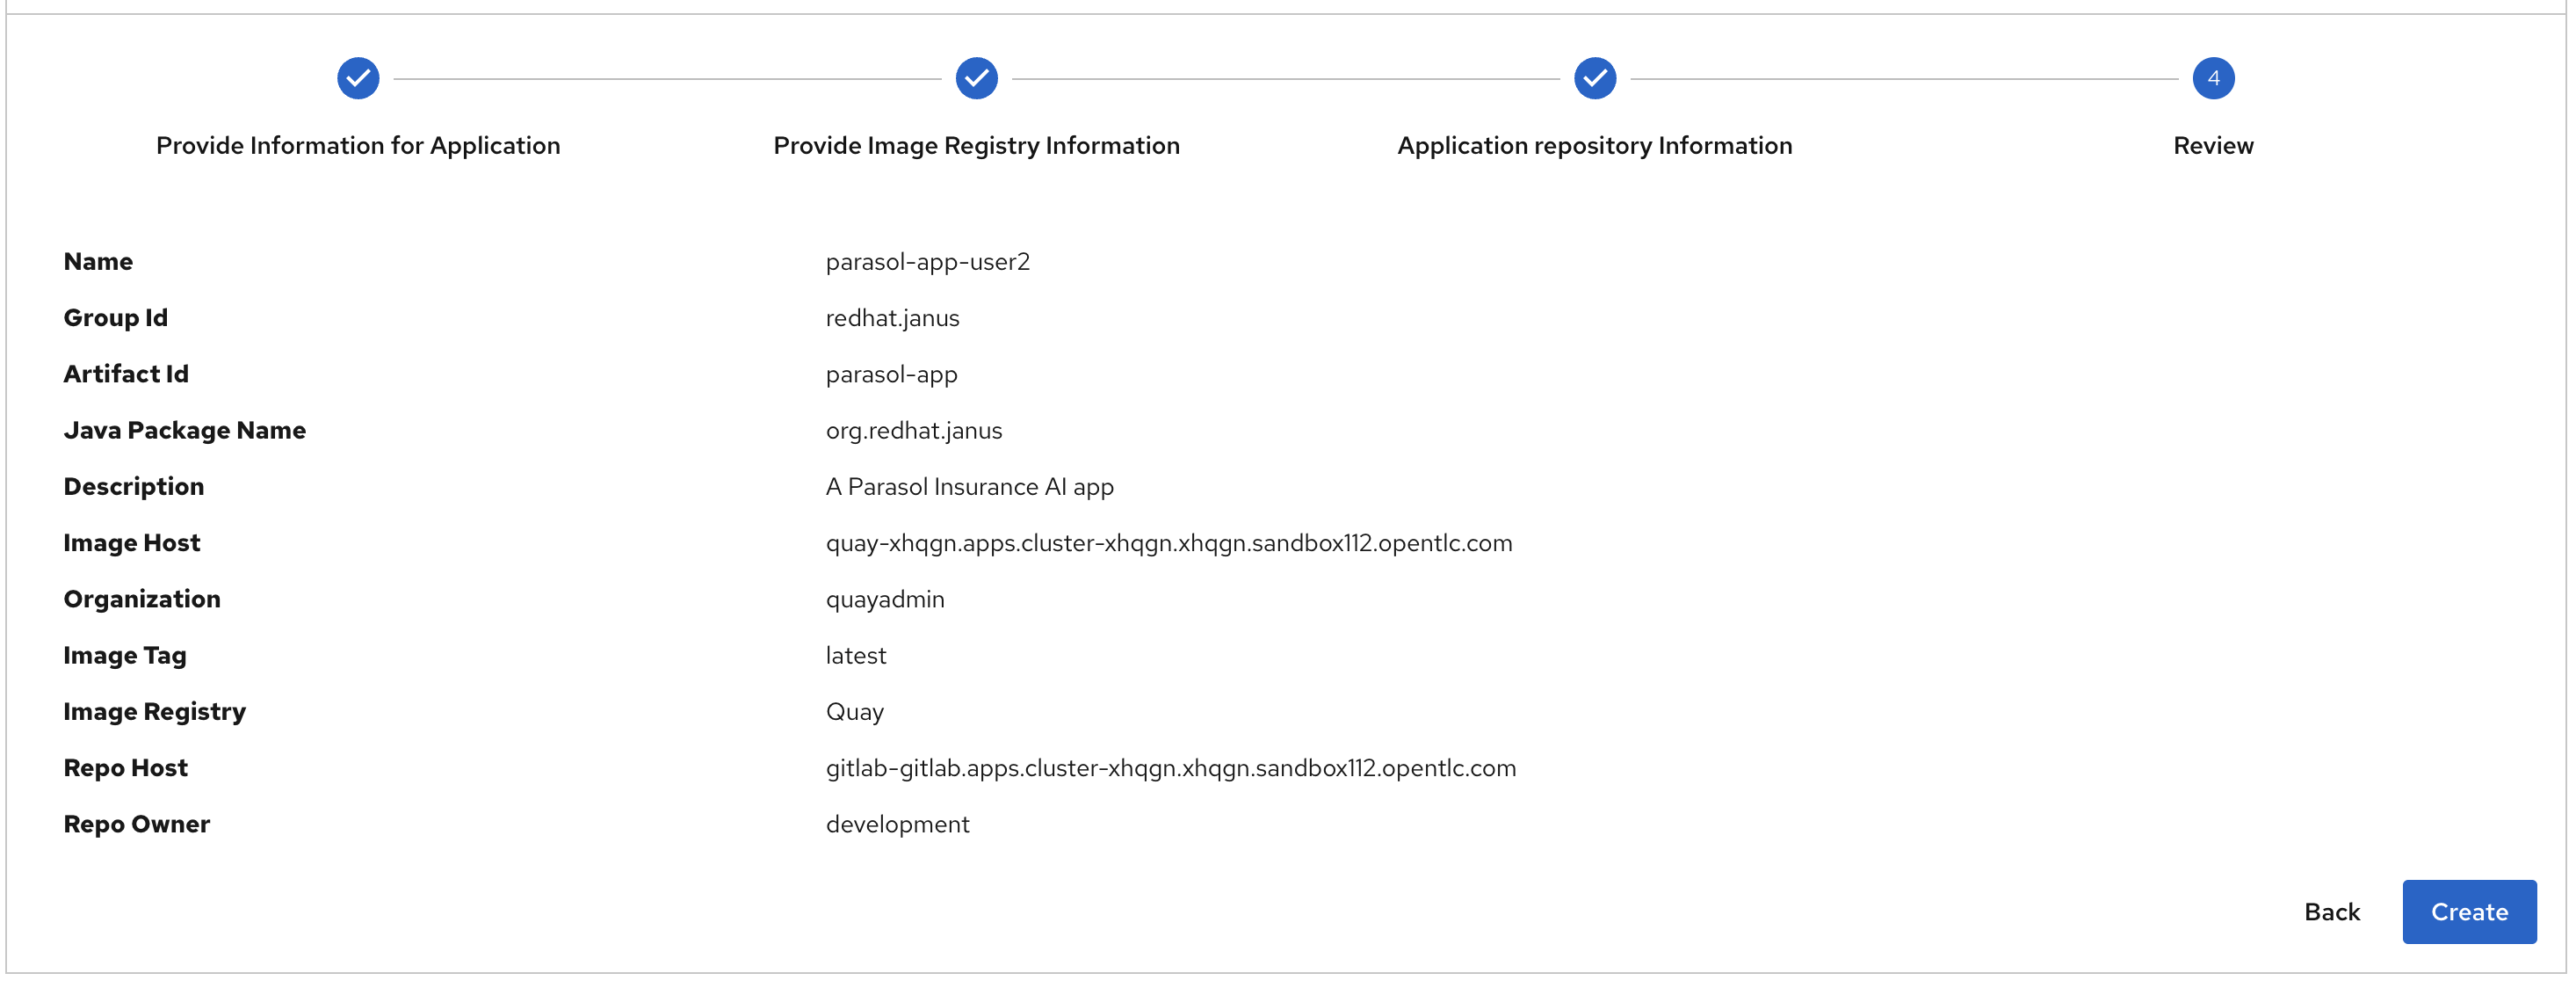 4
Provide Information for Application
Provide Image Registry Information
Application repository Information
Review
Name parasol-app-user2
Group Id redhat.janus
Artifact Id parasol-app
Java Package Name org.redhat.janus
Description A Parasol Insurance AI app
Image Host quay-xhqgn.apps.cluster-xhqgn.xhqgn.sandbox112.opentlc.com
Organization quayadmin
Image Tag latest
Image Registry Quay
Repo Host gitlab-gitlab.apps.cluster-xhqgn.xhqgn.sandbox112.opentlc.com
Repo Owner development
Back Create